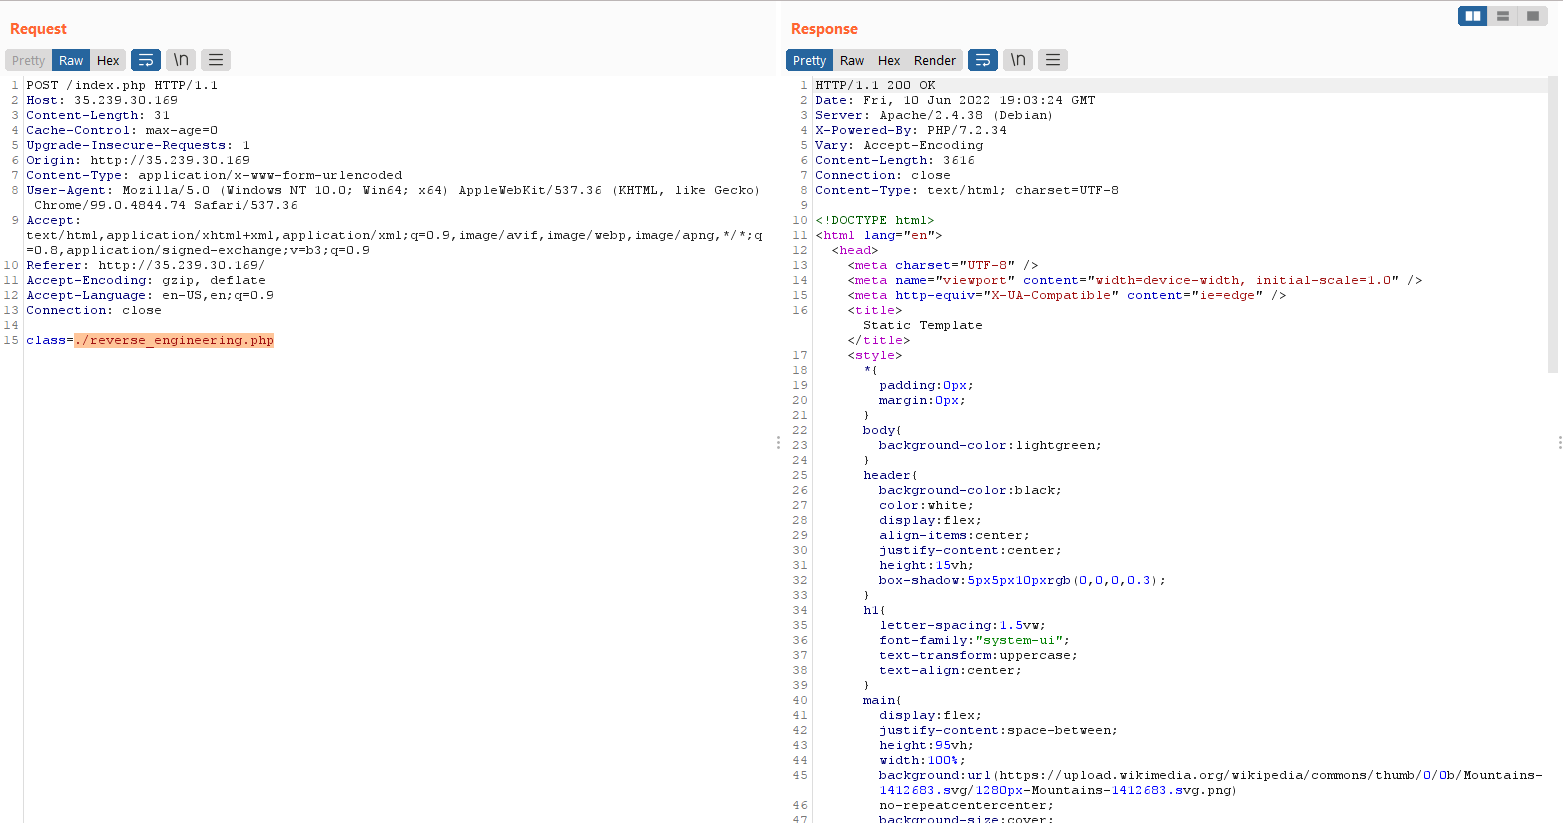 Request
Pretty Raw Hex \n
1 POST /index.php HTTP/1.1
2 Host: 35.239.30.169
3 Content-Length: 31
4 Cache-Control: max-age=0
5 Upgrade-Insecure-Requests: 1
6 Origin: http://35.239.30.169
7 Content-Type: application/x-www-form-urlencoded
8 User-Agent: Mozilla/5.0 (Windows NT 10.0; Win64; x64) AppleWebKit/537.36 (KHTML, like Gecko)
Chrome/99.0.4844.74 Safari/537.36
9 Accept:
text/html,application/xhtml+xml,application/xml;q=0.9,image/avif,image/webp,image/apng,*/*;q
=0.8,application/signed-exchange;v=b3;q=0.9
10 Referer: http://35.239.30.169/
11 Accept-Encoding: gzip, deflate
12 Accept-Language: en-US,en;q=0.9
13 Connection: close
14
15 class=./reverse_engineering.php
Response
Pretty Raw Hex Render \n
1 HTTP/1.1 200 OK
2 Date: Fri, 10 Jun 2022 19:03:24 GMT
3 Server: Apache/2.4.38 (Debian)
4 X-Powered-By: PHP/7.2.34
5 Vary: Accept-Encoding
6 Content-Length: 3616
7 Connection: close
8 Content-Type: text/html; charset=UTF-8
9
10 <!DOCTYPE html>
11 <html lang="en">
12 <head>
13 <meta charset="UTF-8" />
14 <meta name="viewport" content="width=device-width, initial-scale=1.0" />
15 <meta http-equiv="X-UA-Compatible" content="ie=edge" />
16 <title>
Static Template
</title>
17 <style>
18 *{
19 padding:0px;
20 margin:0px;
21 }
22 body{
23 background-color:lightgreen;
24 }
25 header{
26 background-color:black;
27 color:white;
28 display:flex;
29 align-items:center;
30 justify-content:center;
31 height:15vh;
32 box-shadow:5px5px10pxrgb(0,0,0,0.3);
33 }
34 h1{
35 letter-spacing:1.5vw;
36 font-family:"system-ui";
37 text-transform:uppercase;
38 text-align:center;
39 }
40 main{
41 display:flex;
42 justify-content:space-between;
43 height:95vh;
44 width:100%;
45 background:url(https://upload.wikimedia.org/wikipedia/commons/thumb/0/0b/Mountains-
1412683.svg/1280px-Mountains-1412683.svg.png)
46 no-repeatcentercenter;
47 background-size:cover;